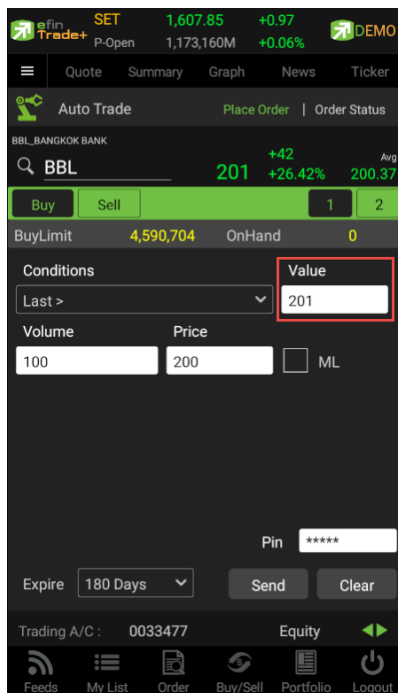 efin Trade+ SET 1,607.85 +0.97 DEMO
P-Open 1,173,160M +0.06%
Quote Summary Graph News Ticker
Auto Trade Place Order | Order Status
BBL_BANGKOK BANK
BBL 201 +42 +26.42% Avg 200.37
Buy Sell 1 2
BuyLimit 4,590,704 OnHand 0
Conditions Value
Last > 201
Volume Price
100 200 ML
Pin *****
Expire 180 Days Send Clear
Trading A/C : 0033477 Equity
Feeds My List Order Buy/Sell Portfolio Logout